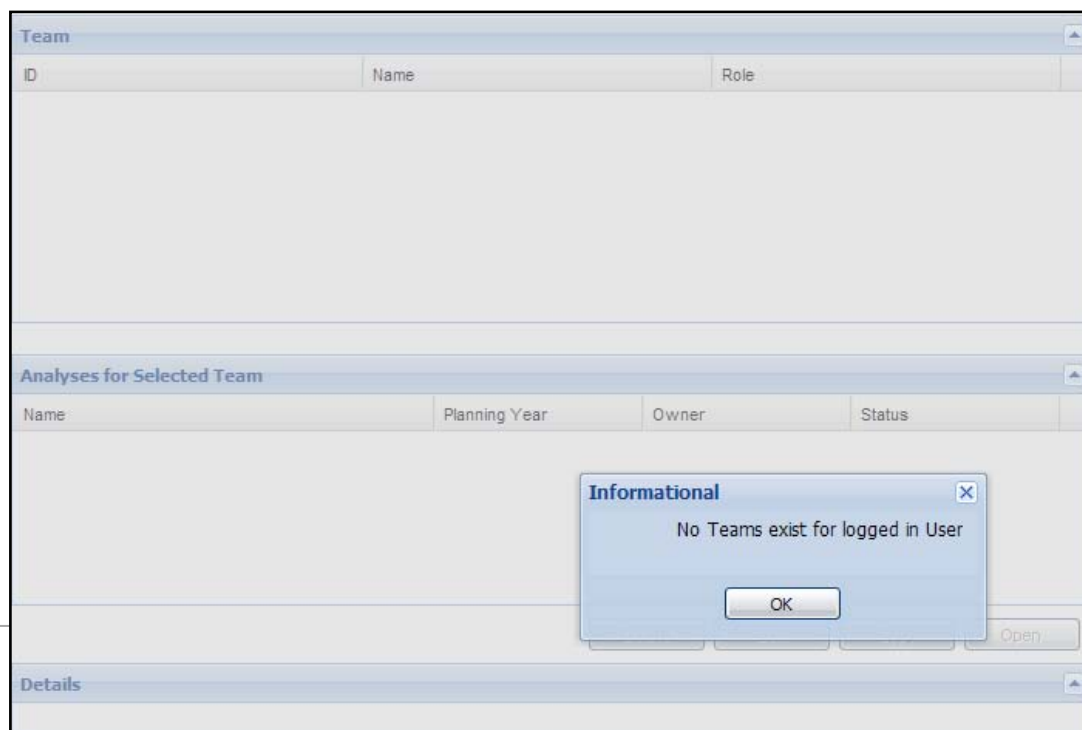 Team
ID Name Role
Analyses for Selected Team
Name Planning Year Owner Status
Informational
No Teams exist for logged in User
OK
Open
Details